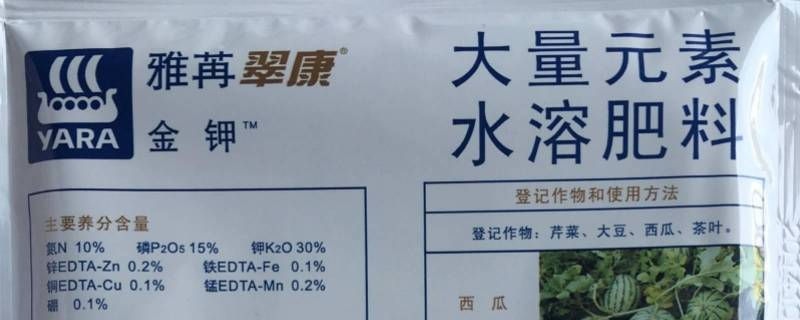 YARA
雅苒翠康®
金钾™
大量元素
水溶肥料
主要养分含量
氮N 10% 磷P2O5 15% 钾K2O 30%
锌EDTA-Zn 0.2% 铁EDTA-Fe 0.1%
铜EDTA-Cu 0.1% 锰EDTA-Mn 0.2%
硼 0.1%
登记作物和使用方法
登记作物：芹菜、大豆、西瓜、茶叶。
西 瓜